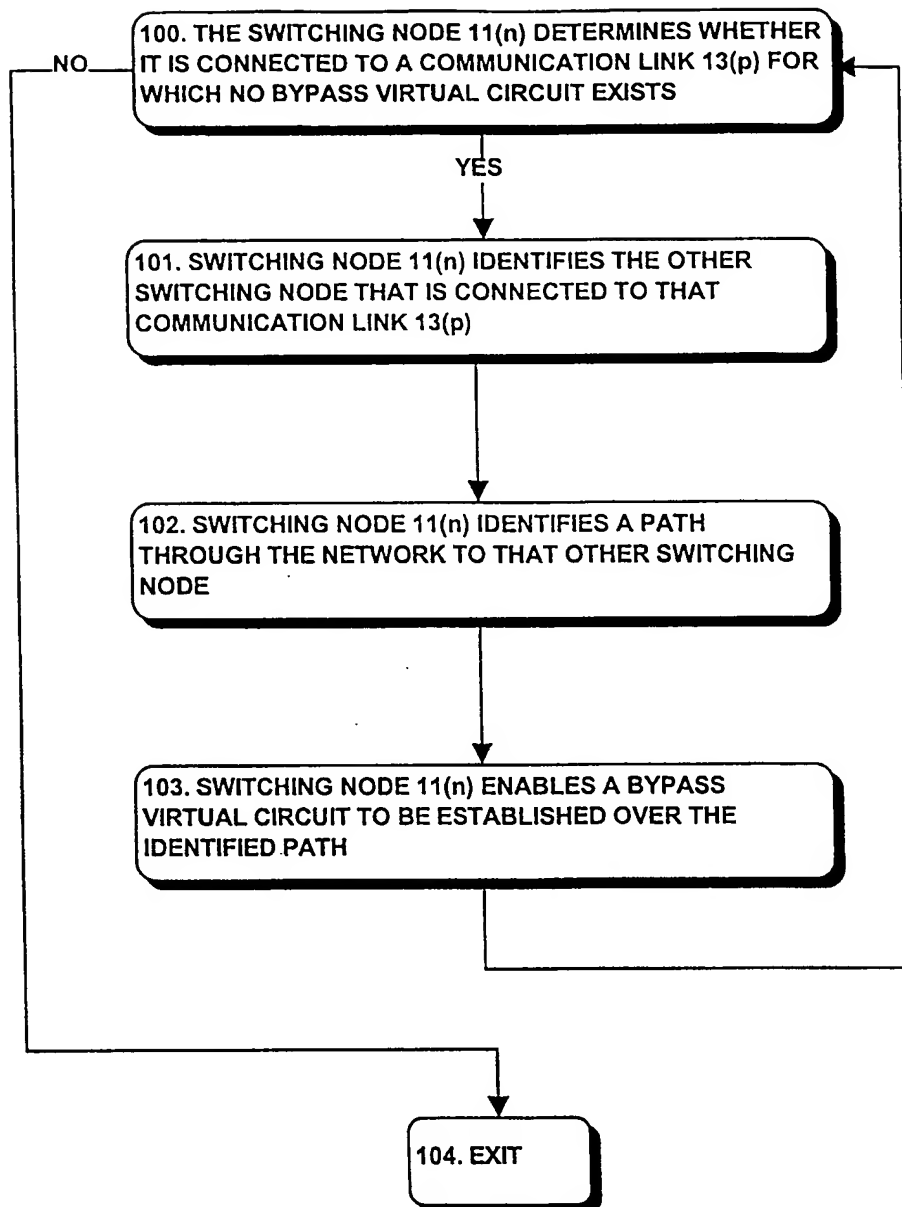 100. THE SWITCHING NODE 11(n) DETERMINES WHETHER
IT IS CONNECTED TO A COMMUNICATION LINK 13(p) FOR
WHICH NO BYPASS VIRTUAL CIRCUIT EXISTS
NO
YES
101. SWITCHING NODE 11(n) IDENTIFIES THE OTHER
SWITCHING NODE THAT IS CONNECTED TO THAT
COMMUNICATION LINK 13(p)
102. SWITCHING NODE 11(n) IDENTIFIES A PATH
THROUGH THE NETWORK TO THAT OTHER SWITCHING
NODE
103. SWITCHING NODE 11(n) ENABLES A BYPASS
VIRTUAL CIRCUIT TO BE ESTABLISHED OVER THE
IDENTIFIED PATH
104. EXIT